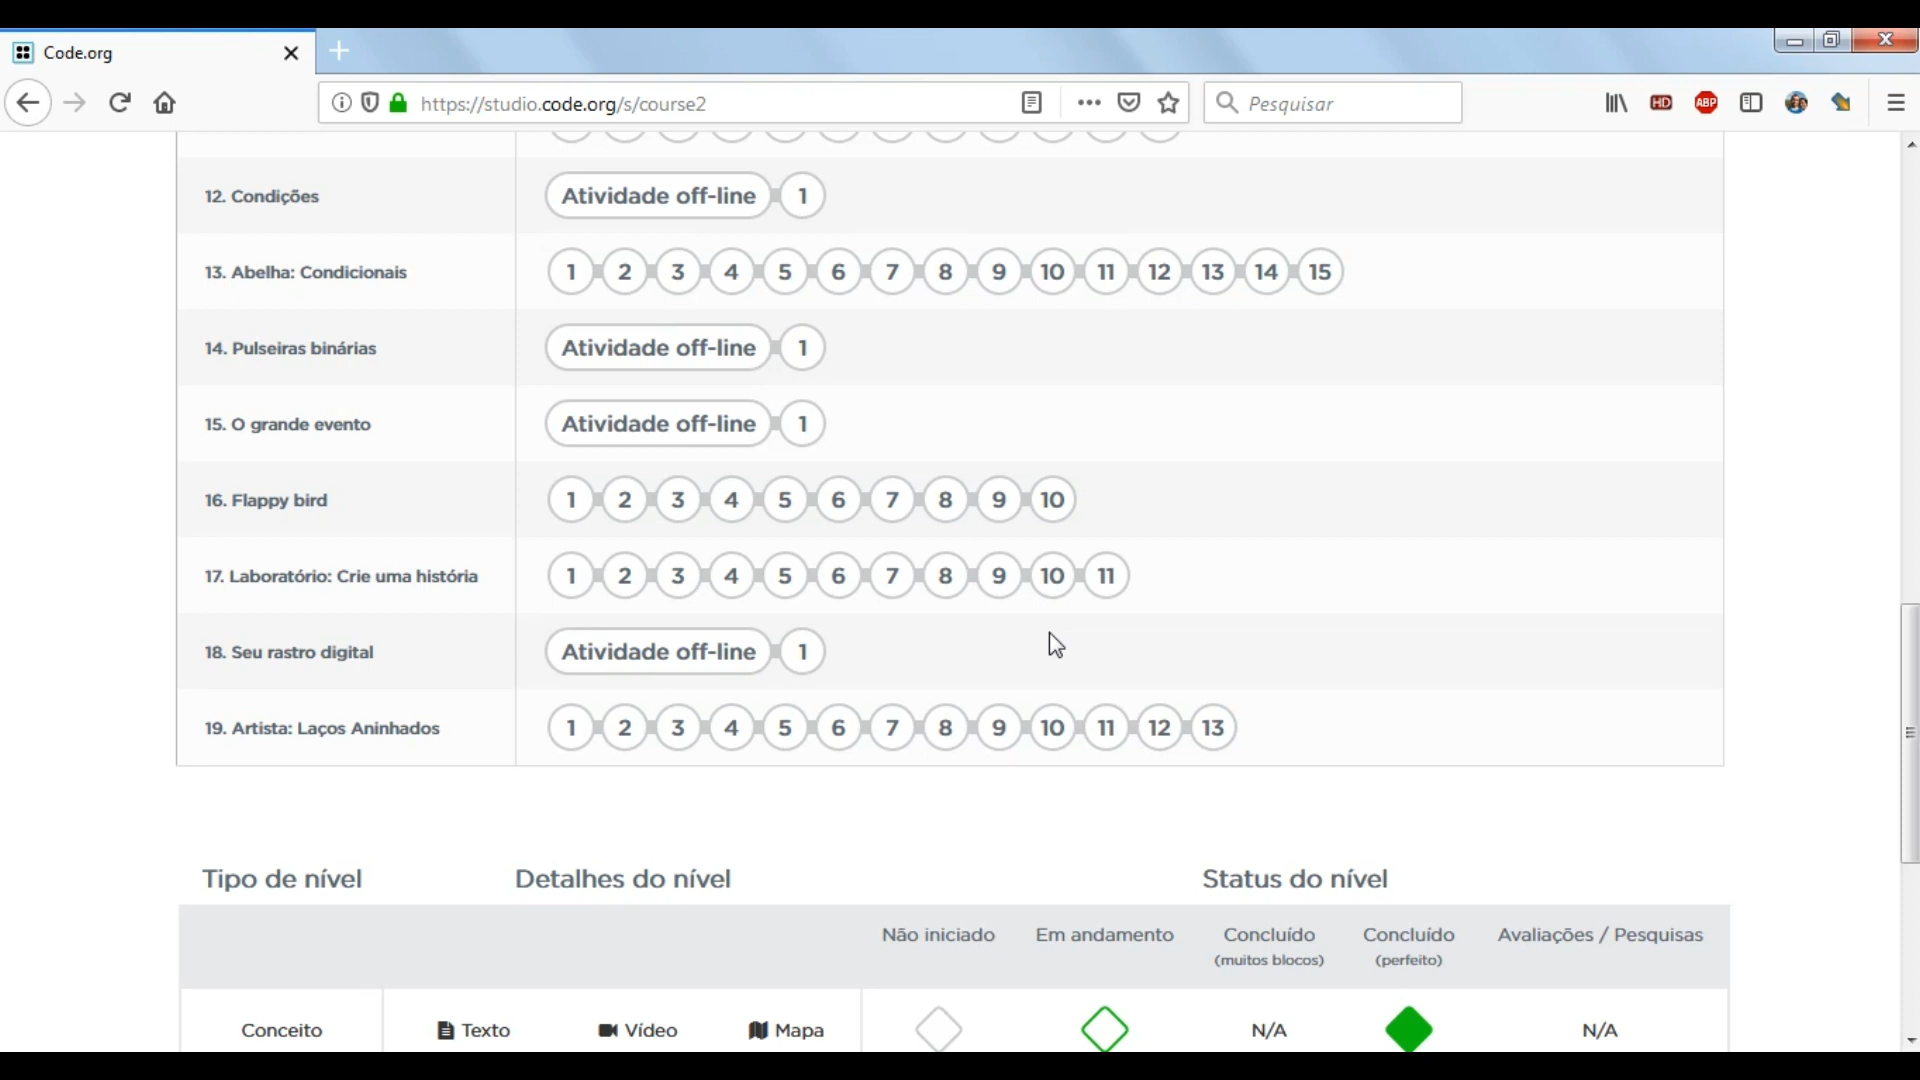 Code.org
https://studio.code.org/s/course2
Pesquisar
HD
ABP
12. Condições Atividade off-line 1
13. Abelha: Condicionais 1 2 3 4 5 6 7 8 9 10 11 12 13 14 15
14. Pulseiras binárias Atividade off-line 1
15. O grande evento Atividade off-line 1
16. Flappy bird 1 2 3 4 5 6 7 8 9 10
17. Laboratório: Crie uma história 1 2 3 4 5 6 7 8 9 10 11
18. Seu rastro digital Atividade off-line 1
19. Artista: Laços Aninhados 1 2 3 4 5 6 7 8 9 10 11 12 13
Tipo de nível Detalhes do nível Status do nível
Não iniciado Em andamento Concluído Concluído Avaliações / Pesquisas
(muitos blocos) (perfeito)
Conceito Texto Vídeo Mapa N/A N/A